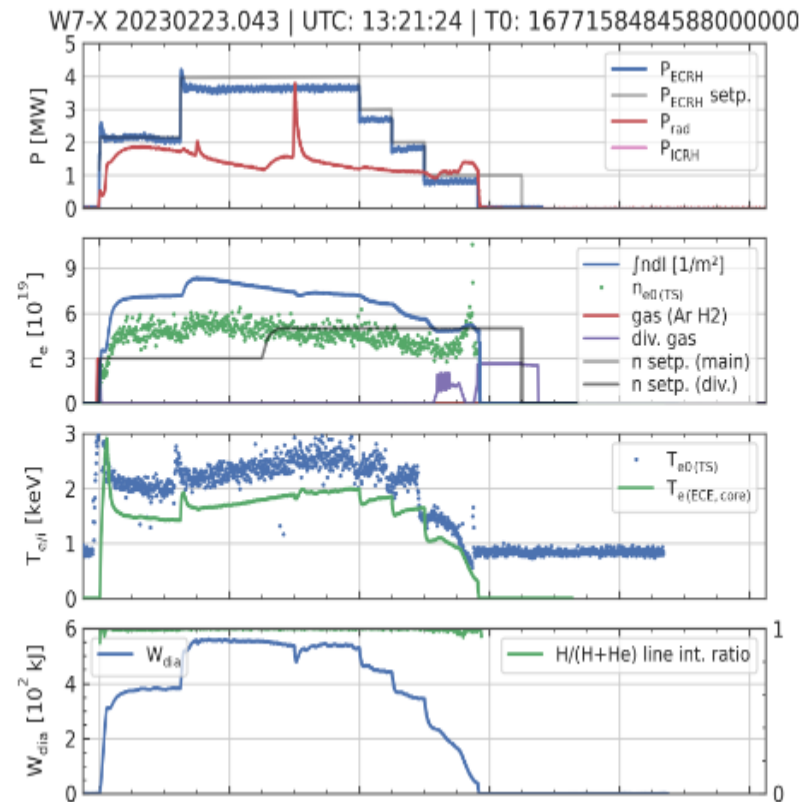 W7-X 20230223.043 | UTC: 13:21:24 | T0: 1677158484588000000
P [MW]
5
4
3
2
1
0
P_ECRH
P_ECRH setp.
P_rad
P_ICRH
n_e [10^19]
9
6
3
0
∫ndl [1/m²]
n_e0(TS)
gas (Ar H2)
div. gas
n setp. (main)
n setp. (div.)
T_e/i [keV]
3
2
1
0
T_e0(TS)
T_e(ECE, core)
W_dia [10² kJ]
6
4
2
0
W_dia
H/(H+He) line int. ratio
1
0